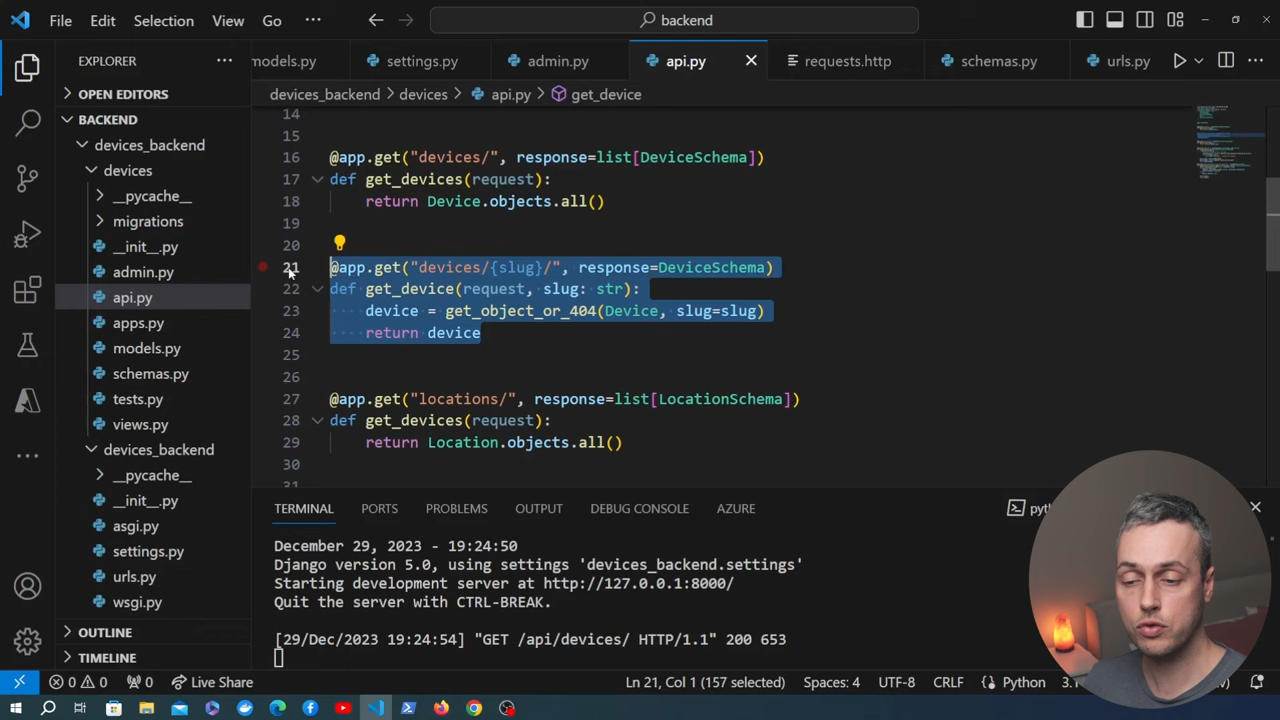 File Edit Selection View Go ··· backend
EXPLORER ···
models.py settings.py admin.py api.py requests.http schemas.py urls.py
OPEN EDITORS
devices_backend > devices > api.py > get_device
BACKEND
devices_backend
devices
__pycache__
migrations
__init__.py
admin.py
api.py
apps.py
models.py
schemas.py
tests.py
views.py
devices_backend
__pycache__
__init__.py
asgi.py
settings.py
urls.py
wsgi.py
OUTLINE
TIMELINE
14
15
16 @app.get("devices/", response=list[DeviceSchema])
17 def get_devices(request):
18 return Device.objects.all()
19
20
21 @app.get("devices/{slug}/", response=DeviceSchema)
22 def get_device(request, slug: str):
23 device = get_object_or_404(Device, slug=slug)
24 return device
25
26
27 @app.get("locations/", response=list[LocationSchema])
28 def get_devices(request):
29 return Location.objects.all()
30
31
TERMINAL PORTS PROBLEMS OUTPUT DEBUG CONSOLE AZURE
December 29, 2023 - 19:24:50
Django version 5.0, using settings 'devices_backend.settings'
Starting development server at http://127.0.0.1:8000/
Quit the server with CTRL-BREAK.
[29/Dec/2023 19:24:54] "GET /api/devices/ HTTP/1.1" 200 653
0 0 0 Live Share Ln 21, Col 1 (157 selected) Spaces: 4 UTF-8 CRLF Python